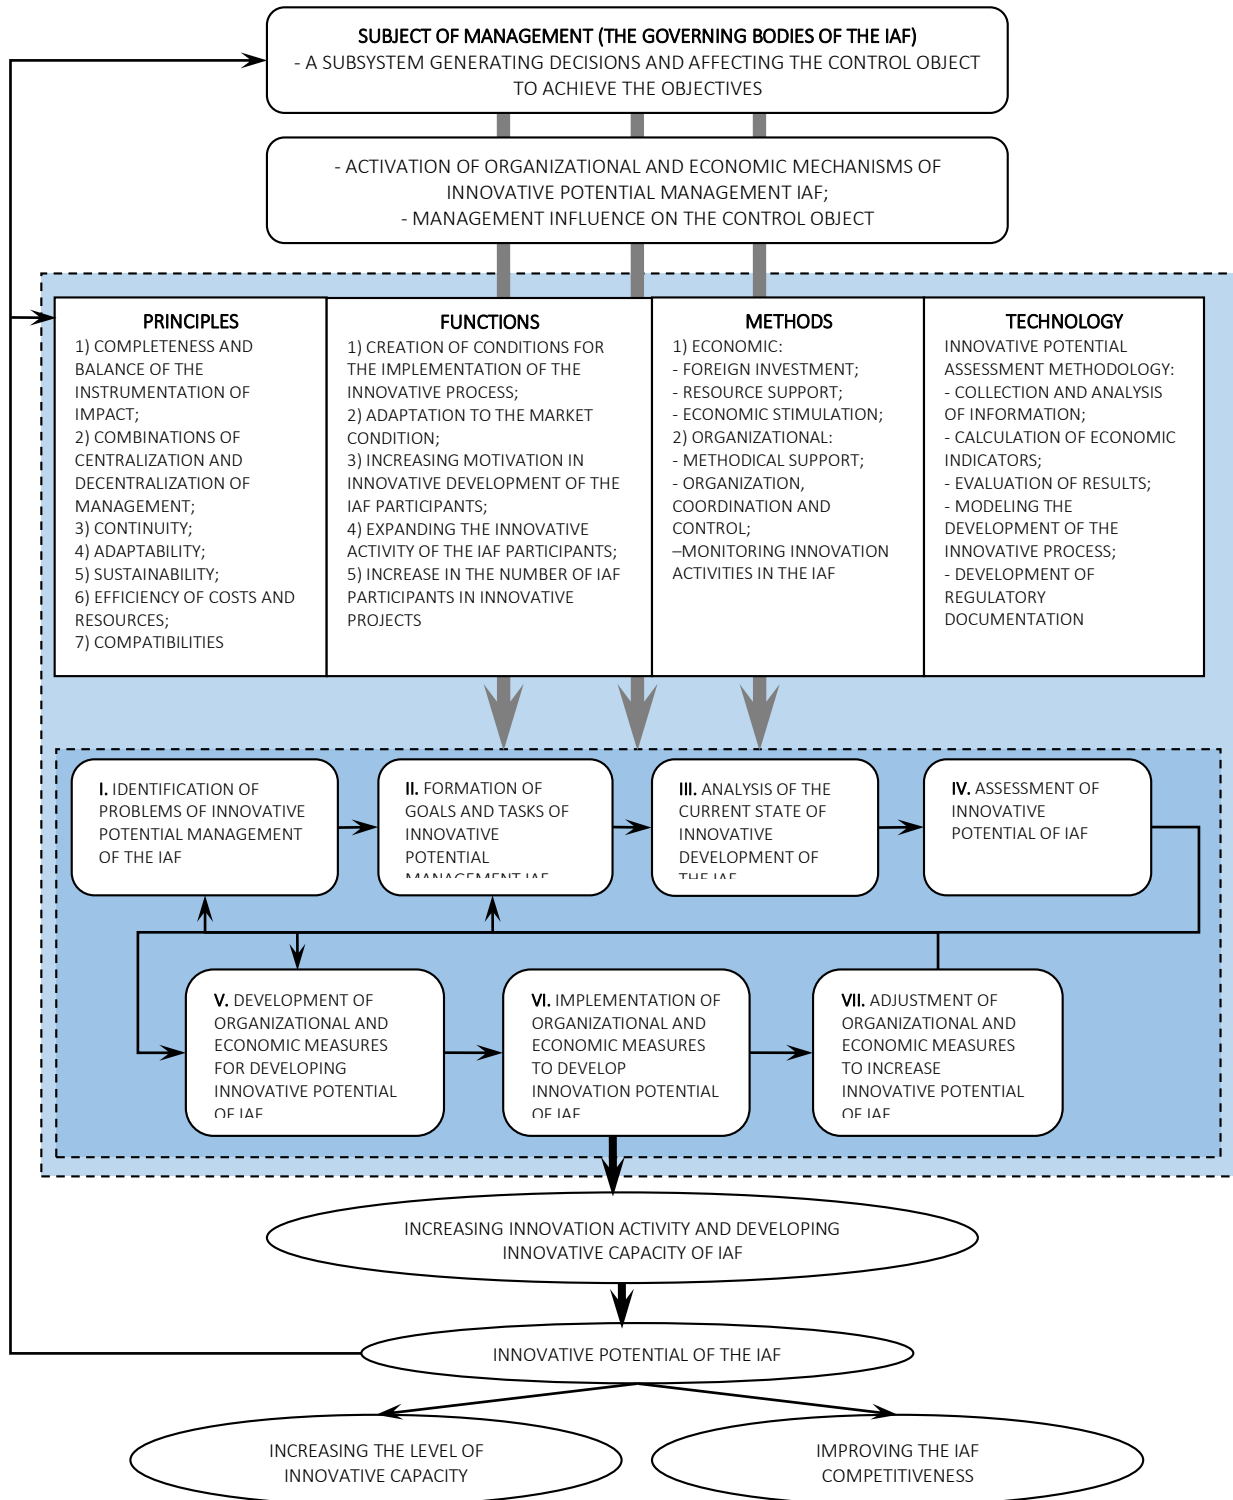 SUBJECT OF MANAGEMENT (THE GOVERNING BODIES OF THE IAF)
- A SUBSYSTEM GENERATING DECISIONS AND AFFECTING THE CONTROL OBJECT
TO ACHIEVE THE OBJECTIVES
- ACTIVATION OF ORGANIZATIONAL AND ECONOMIC MECHANISMS OF
INNOVATIVE POTENTIAL MANAGEMENT IAF;
- MANAGEMENT INFLUENCE ON THE CONTROL OBJECT
PRINCIPLES
1) COMPLETENESS AND
BALANCE OF THE
INSTRUMENTATION OF
IMPACT;
2) COMBINATIONS OF
CENTRALIZATION AND
DECENTRALIZATION OF
MANAGEMENT;
3) CONTINUITY;
4) ADAPTABILITY;
5) SUSTAINABILITY;
6) EFFICIENCY OF COSTS AND
RESOURCES;
7) COMPATIBILITIES
FUNCTIONS
1) CREATION OF CONDITIONS FOR
THE IMPLEMENTATION OF THE
INNOVATIVE PROCESS;
2) ADAPTATION TO THE MARKET
CONDITION;
3) INCREASING MOTIVATION IN
INNOVATIVE DEVELOPMENT OF THE
IAF PARTICIPANTS;
4) EXPANDING THE INNOVATIVE
ACTIVITY OF THE IAF PARTICIPANTS;
5) INCREASE IN THE NUMBER OF IAF
PARTICIPANTS IN INNOVATIVE
PROJECTS
METHODS
1) ECONOMIC:
- FOREIGN INVESTMENT;
- RESOURCE SUPPORT;
- ECONOMIC STIMULATION;
2) ORGANIZATIONAL:
- METHODICAL SUPPORT;
- ORGANIZATION,
COORDINATION AND
CONTROL;
–MONITORING INNOVATION
ACTIVITIES IN THE IAF
TECHNOLOGY
INNOVATIVE POTENTIAL
ASSESSMENT METHODOLOGY:
- COLLECTION AND ANALYSIS
OF INFORMATION;
- CALCULATION OF ECONOMIC
INDICATORS;
- EVALUATION OF RESULTS;
- MODELING THE
DEVELOPMENT OF THE
INNOVATIVE PROCESS;
- DEVELOPMENT OF
REGULATORY
DOCUMENTATION
I. IDENTIFICATION OF
PROBLEMS OF INNOVATIVE
POTENTIAL MANAGEMENT
OF THE IAF
II. FORMATION OF
GOALS AND TASKS OF
INNOVATIVE
POTENTIAL
MANAGEMENT IAF
III. ANALYSIS OF THE
CURRENT STATE OF
INNOVATIVE
DEVELOPMENT OF
THE IAF
IV. ASSESSMENT OF
INNOVATIVE
POTENTIAL OF IAF
V. DEVELOPMENT OF
ORGANIZATIONAL AND
ECONOMIC MEASURES
FOR DEVELOPING
INNOVATIVE POTENTIAL
OF IAF
VI. IMPLEMENTATION OF
ORGANIZATIONAL AND
ECONOMIC MEASURES
TO DEVELOP
INNOVATION POTENTIAL
OF IAF
VII. ADJUSTMENT OF
ORGANIZATIONAL AND
ECONOMIC MEASURES
TO INCREASE
INNOVATIVE POTENTIAL
OF IAF
INCREASING INNOVATION ACTIVITY AND DEVELOPING
INNOVATIVE CAPACITY OF IAF
INNOVATIVE POTENTIAL OF THE IAF
INCREASING THE LEVEL OF
INNOVATIVE CAPACITY
IMPROVING THE IAF
COMPETITIVENESS